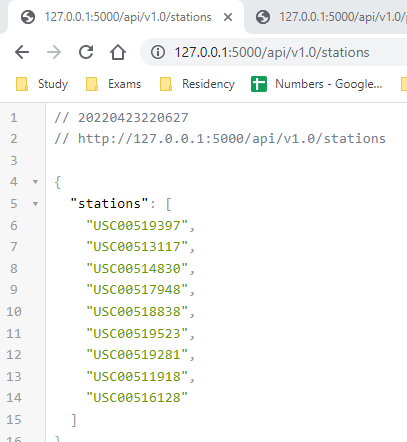 127.0.0.1:5000/api/v1.0/stations
127.0.0.1:5000/api/v1.0/
127.0.0.1:5000/api/v1.0/stations
Study
Exams
Residency
Numbers - Google...
1 // 20220423220627
2 // http://127.0.0.1:5000/api/v1.0/stations
3
4 {
5 "stations": [
6 "USC00519397",
7 "USC00513117",
8 "USC00514830",
9 "USC00517948",
10 "USC00518838",
11 "USC00519523",
12 "USC00519281",
13 "USC00511918",
14 "USC00516128"
15 ]
16 }